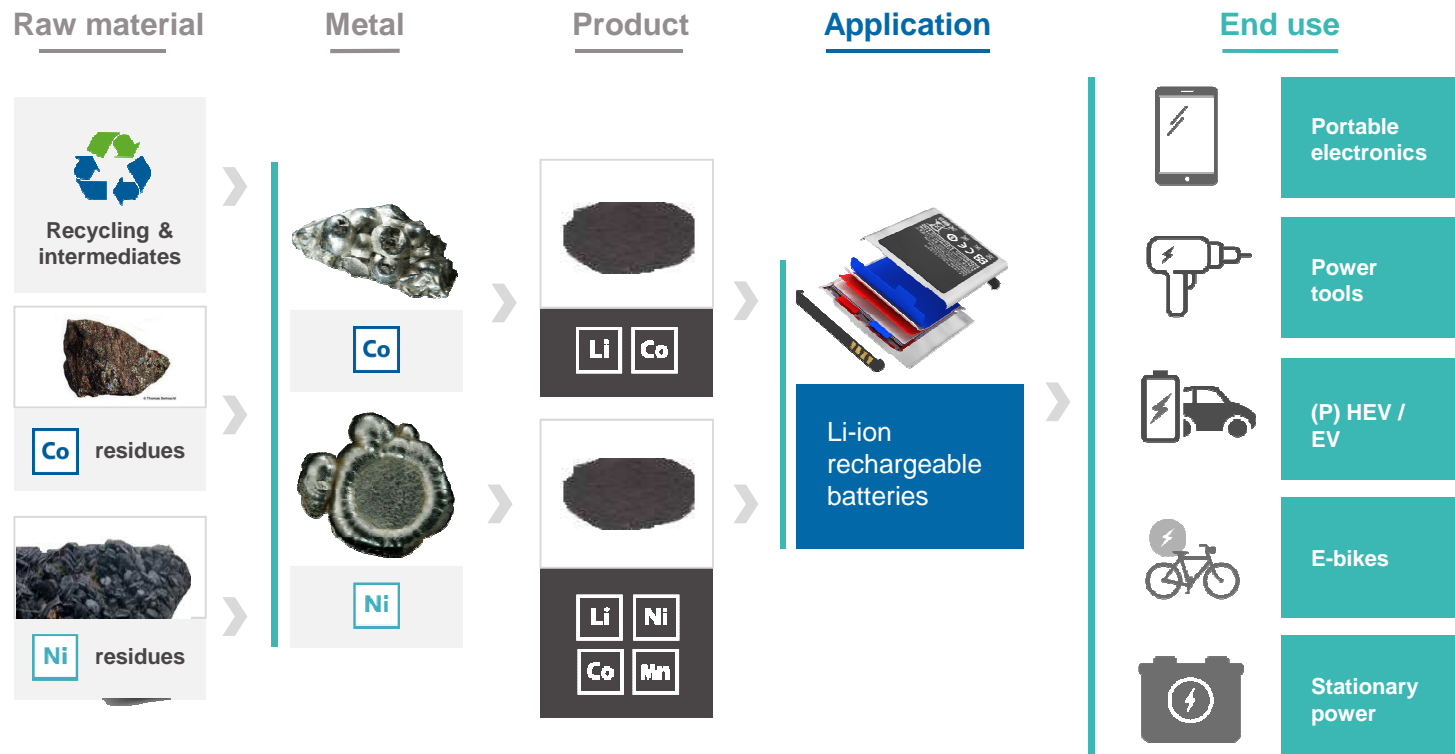 Raw material
Metal
Product
Application
End use
Recycling &
intermediates
Co residues
Ni residues
Co
Ni
Li Co
Li Ni
Co Mn
Li-ion
rechargeable
batteries
Portable
electronics
Power
tools
(P) HEV /
EV
E-bikes
Stationary
power